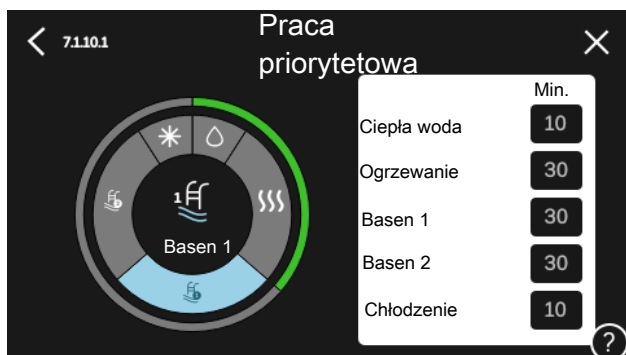 7.1.10.1
Praca
priorytetowa
Min.
Ciepła woda 10
Ogrzewanie 30
Basen 1 30
Basen 2 30
Chłodzenie 10
1
Basen 1
?